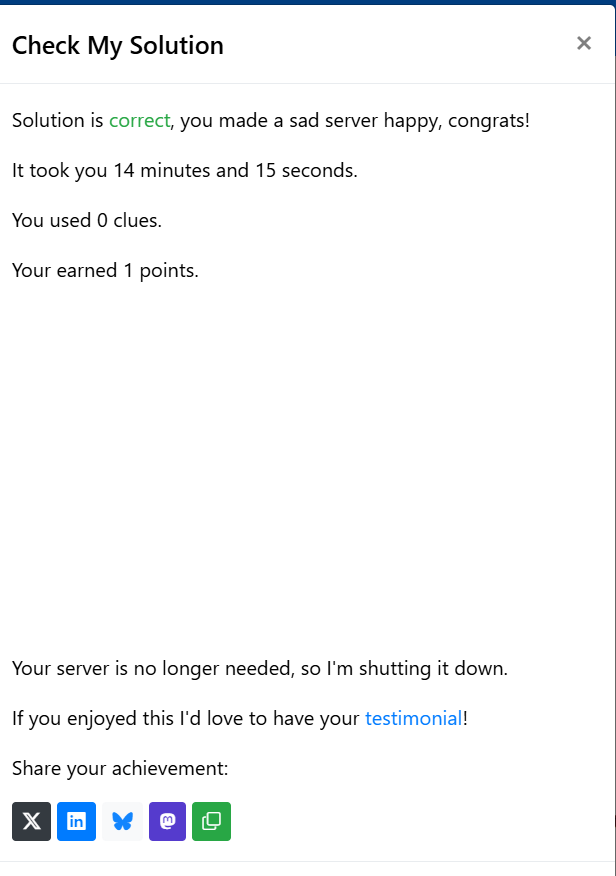 Check My Solution
×
Solution is correct, you made a sad server happy, congrats!
It took you 14 minutes and 15 seconds.
You used 0 clues.
Your earned 1 points.
Your server is no longer needed, so I'm shutting it down.
If you enjoyed this I'd love to have your testimonial!
Share your achievement:
X in m